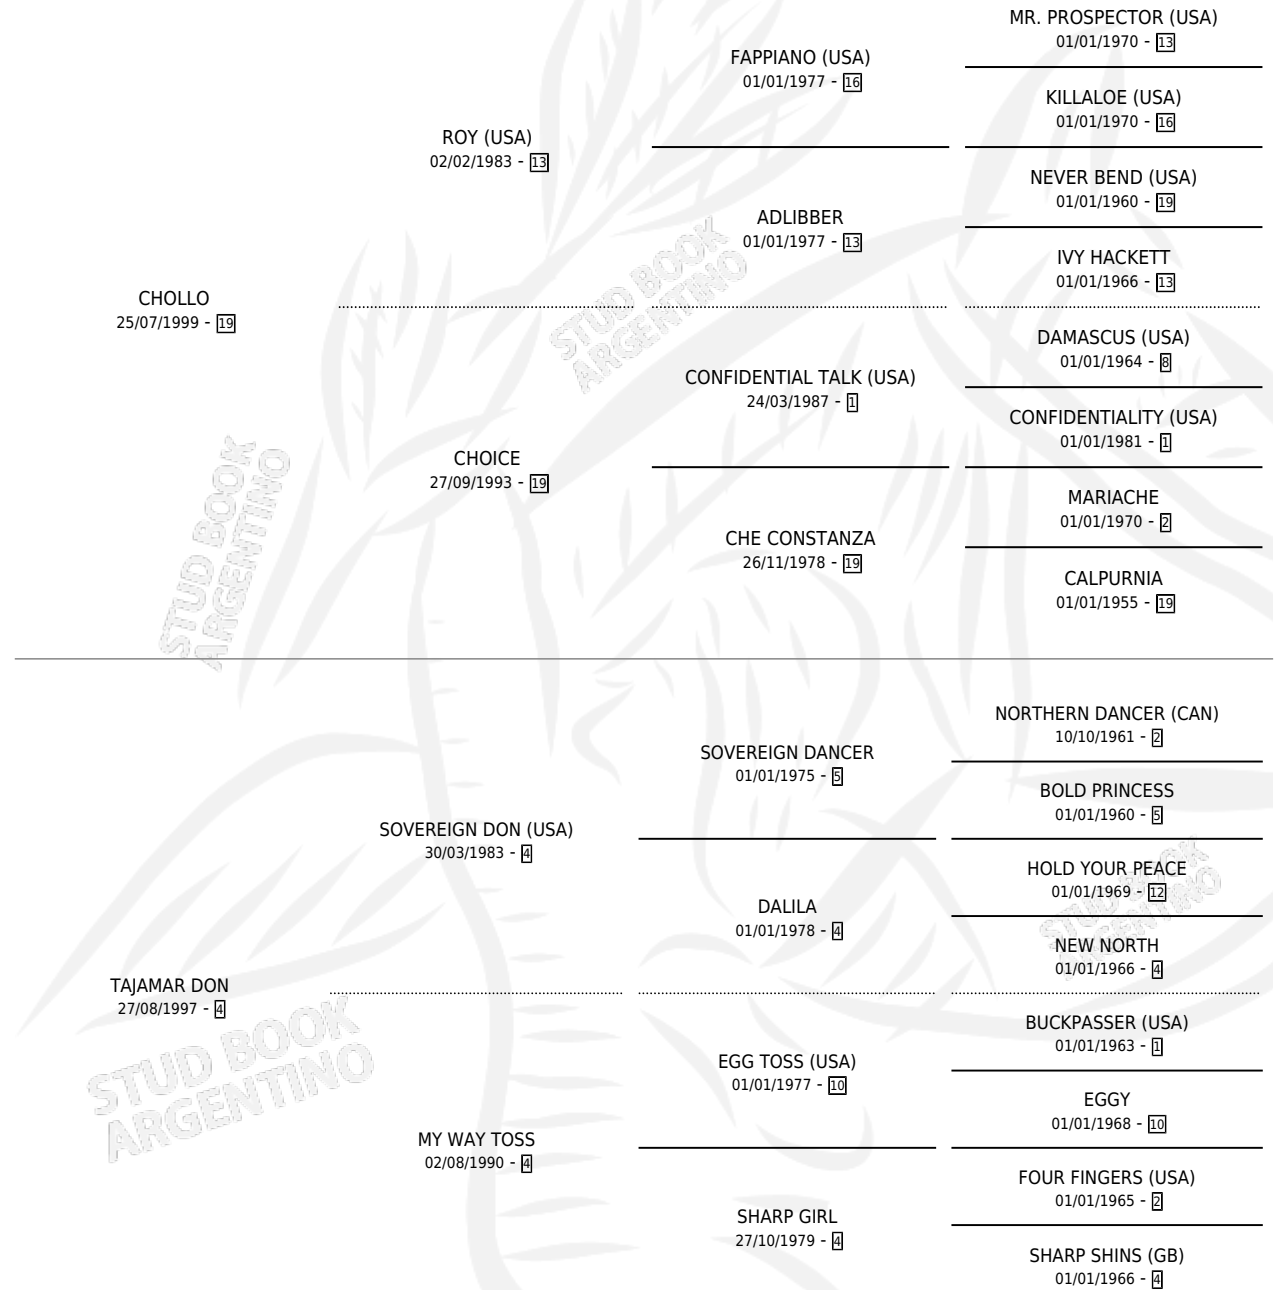 MR. PROSPECTOR (USA)
01/01/1970 - 13
FAPPIANO (USA)
01/01/1977 - 16
KILLALOE (USA)
01/01/1970 - 16
ROY (USA)
02/02/1983 - 13
NEVER BEND (USA)
01/01/1960 - 19
ADLIBBER
01/01/1977 - 13
IVY HACKETT
01/01/1966 - 13
CHOLLO
25/07/1999 - 19
STUD BOOK
ARGENTINO
DAMASCUS (USA)
01/01/1964 - 8
CONFIDENTIAL TALK (USA)
24/03/1987 - 1
CONFIDENTIALITY (USA)
01/01/1981 - 1
CHOICE
27/09/1993 - 19
MARIACHE
01/01/1970 - 2
CHE CONSTANZA
26/11/1978 - 19
CALPURNIA
01/01/1955 - 19
STUD BOOK
ARGENTINO
NORTHERN DANCER (CAN)
10/10/1961 - 2
SOVEREIGN DANCER
01/01/1975 - 5
BOLD PRINCESS
01/01/1960 - 5
SOVEREIGN DON (USA)
30/03/1983 - 4
HOLD YOUR PEACE
01/01/1969 - 12
DALILA
01/01/1978 - 4
NEW NORTH
01/01/1966 - 4
STUD BOOK
ARGENTINO
TAJAMAR DON
27/08/1997 - 4
STUD BOOK
ARGENTINO
BUCKPASSER (USA)
01/01/1963 - 1
EGG TOSS (USA)
01/01/1977 - 10
EGGY
01/01/1968 - 10
MY WAY TOSS
02/08/1990 - 4
FOUR FINGERS (USA)
01/01/1965 - 2
SHARP GIRL
27/10/1979 - 4
SHARP SHINS (GB)
01/01/1966 - 4